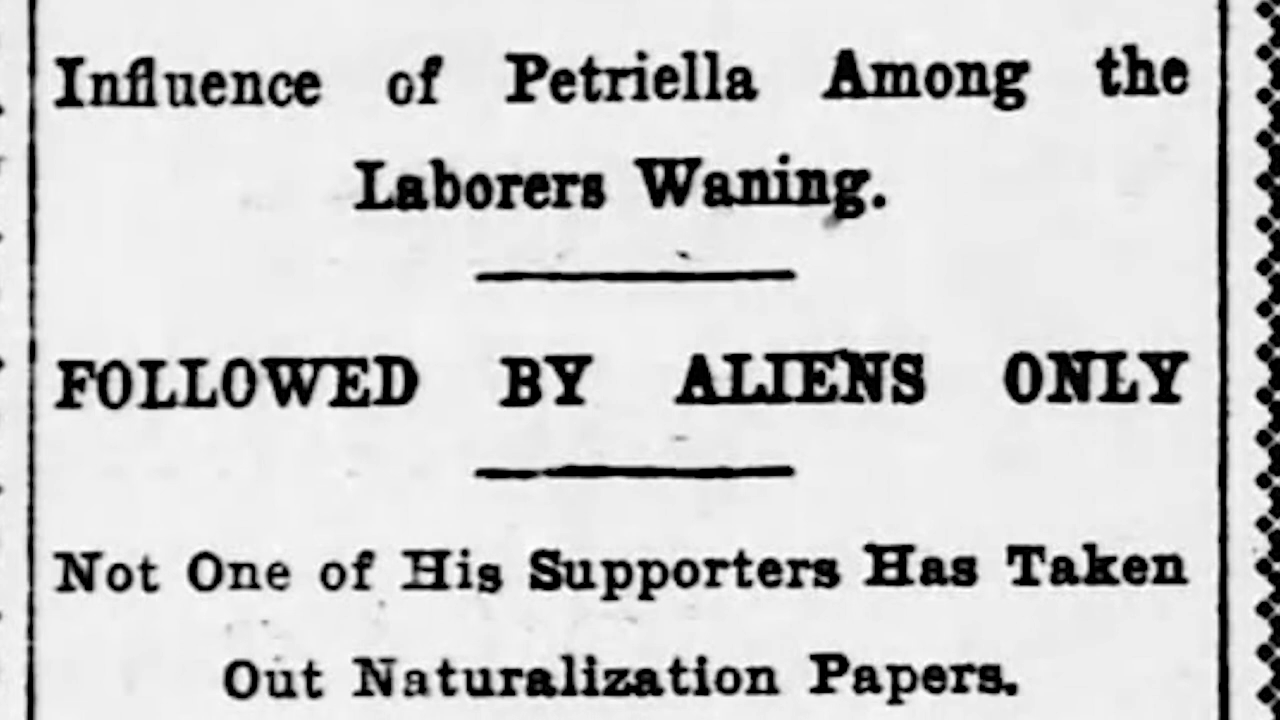 Influence of Petriella Among the
Laborers Waning.
FOLLOWED BY ALIENS ONLY
Not One of His Supporters Has Taken
Out Naturalization Papers.